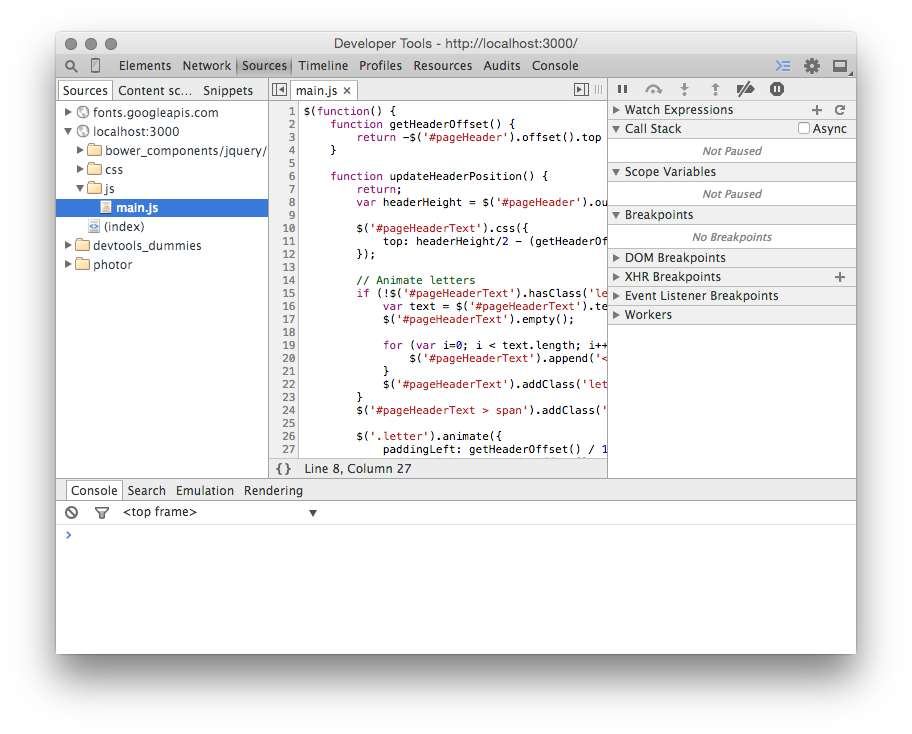 Developer Tools - http://localhost:3000/
Elements Network Sources Timeline Profiles Resources Audits Console
Sources Content sc... Snippets
fonts.googleapis.com
localhost:3000
bower_components/jquery/
css
js
main.js
(index)
devtools_dummies
photor
main.js ×
1 $(function() {
2 function getHeaderOffset() {
3 return -$('#pageHeader').offset().top
4 }
5
6 function updateHeaderPosition() {
7 return;
8 var headerHeight = $('#pageHeader').ou
9
10 $('#pageHeaderText').css({
11 top: headerHeight/2 - (getHeaderOf
12 });
13
14 // Animate letters
15 if (!$('#pageHeaderText').hasClass('le
16 var text = $('#pageHeaderText').te
17 $('#pageHeaderText').empty();
18
19 for (var i=0; i < text.length; i++
20 $('#pageHeaderText').append('<
21 }
22 $('#pageHeaderText').addClass('let
23 }
24 $('#pageHeaderText > span').addClass('
25
26 $('.letter').animate({
27 paddingLeft: getHeaderOffset() / 1
{} Line 8, Column 27
Watch Expressions
Call Stack Async
Not Paused
Scope Variables
Not Paused
Breakpoints
No Breakpoints
DOM Breakpoints
XHR Breakpoints
Event Listener Breakpoints
Workers
Console Search Emulation Rendering
<top frame>